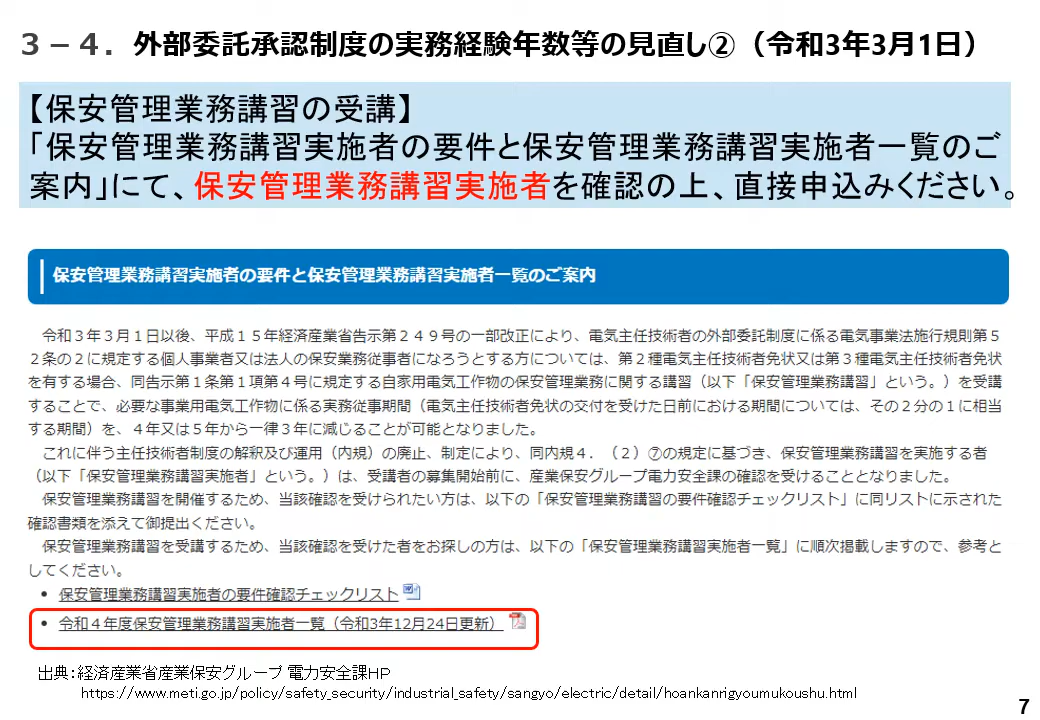 ３－４．外部委託承認制度の実務経験年数等の見直し②（令和3年3月1日）
【保安管理業務講習の受講】
「保安管理業務講習実施者の要件と保安管理業務講習実施者一覧のご
案内」にて、保安管理業務講習実施者を確認の上、直接申込みください。
保安管理業務講習実施者の要件と保安管理業務講習実施者一覧のご案内
令和３年３月１日以後、平成１５年経済産業省告示第２４９号の一部改正により、電気主任技術者の外部委託制度に係る電気事業法施行規則第５
２条の２に規定する個人事業者又は法人の保安業務従事者になろうとする方については、第２種電気主任技術者免状又は第３種電気主任技術者免状
を有する場合、同告示第１条第１項第４号に規定する自家用電気工作物の保安管理業務に関する講習（以下「保安管理業務講習」という。）を受講
することで、必要な事業用電気工作物に係る実務従事期間（電気主任技術者免状の交付を受けた日前における期間については、その２分の１に相当
する期間）を、４年又は５年から一律３年に減じることが可能となりました。
これに伴う主任技術者制度の解釈及び運用（内規）の廃止、制定により、同内規４．（２）⑦の規定に基づき、保安管理業務講習を実施する者
（以下「保安管理業務講習実施者」という。）は、受講者の募集開始前に、産業保安グループ電力安全課の確認を受けることとなりました。
保安管理業務講習を開催するため、当該確認を受けられたい方は、以下の「保安管理業務講習の要件確認チェックリスト」に同リストに示された
確認書類を添えて御提出ください。
保安管理業務講習を受講するため、当該確認を受けた者をお探しの方は、以下の「保安管理業務講習実施者一覧」に順次掲載しますので、参考と
してください。
• 保安管理業務講習実施者の要件確認チェックリスト
• 令和４年度保安管理業務講習実施者一覧（令和3年12月24日更新）
出典：経済産業省産業保安グループ 電力安全課HP
https://www.meti.go.jp/policy/safety_security/industrial_safety/sangyo/electric/detail/hoankanrigyoumukoushu.html
7